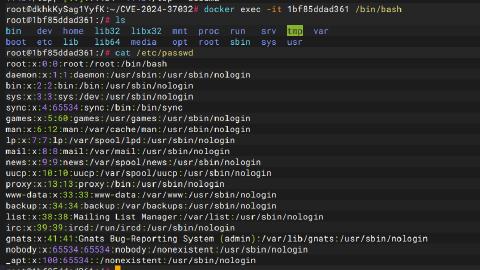 root@dkhkKySag1YyfK:~/CVE-2024-37032# docker exec -it 1bf85ddad361 /bin/bash
root@1bf85ddad361:/# ls
bin dev home lib32 libx32 mnt proc run srv tmp var
boot etc lib lib64 media opt root sbin sys usr
root@1bf85ddad361:/# cat /etc/passwd
root:x:0:0:root:/root:/bin/bash
daemon:x:1:1:daemon:/usr/sbin:/usr/sbin/nologin
bin:x:2:2:bin:/bin:/usr/sbin/nologin
sys:x:3:3:sys:/dev:/usr/sbin/nologin
sync:x:4:65534:sync:/bin:/bin/sync
games:x:5:60:games:/usr/games:/usr/sbin/nologin
man:x:6:12:man:/var/cache/man:/usr/sbin/nologin
lp:x:7:7:lp:/var/spool/lpd:/usr/sbin/nologin
mail:x:8:8:mail:/var/mail:/usr/sbin/nologin
news:x:9:9:news:/var/spool/news:/usr/sbin/nologin
uucp:x:10:10:uucp:/var/spool/uucp:/usr/sbin/nologin
proxy:x:13:13:proxy:/bin:/usr/sbin/nologin
www-data:x:33:33:www-data:/var/www:/usr/sbin/nologin
backup:x:34:34:backup:/var/backups:/usr/sbin/nologin
list:x:38:38:Mailing List Manager:/var/list:/usr/sbin/nologin
irc:x:39:39:ircd:/run/ircd:/usr/sbin/nologin
gnats:x:41:41:Gnats Bug-Reporting System (admin):/var/lib/gnats:/usr/sbin/nologin
nobody:x:65534:65534:nobody:/nonexistent:/usr/sbin/nologin
_apt:x:100:65534::/nonexistent:/usr/sbin/nologin
root@1bf85ddad361:/#